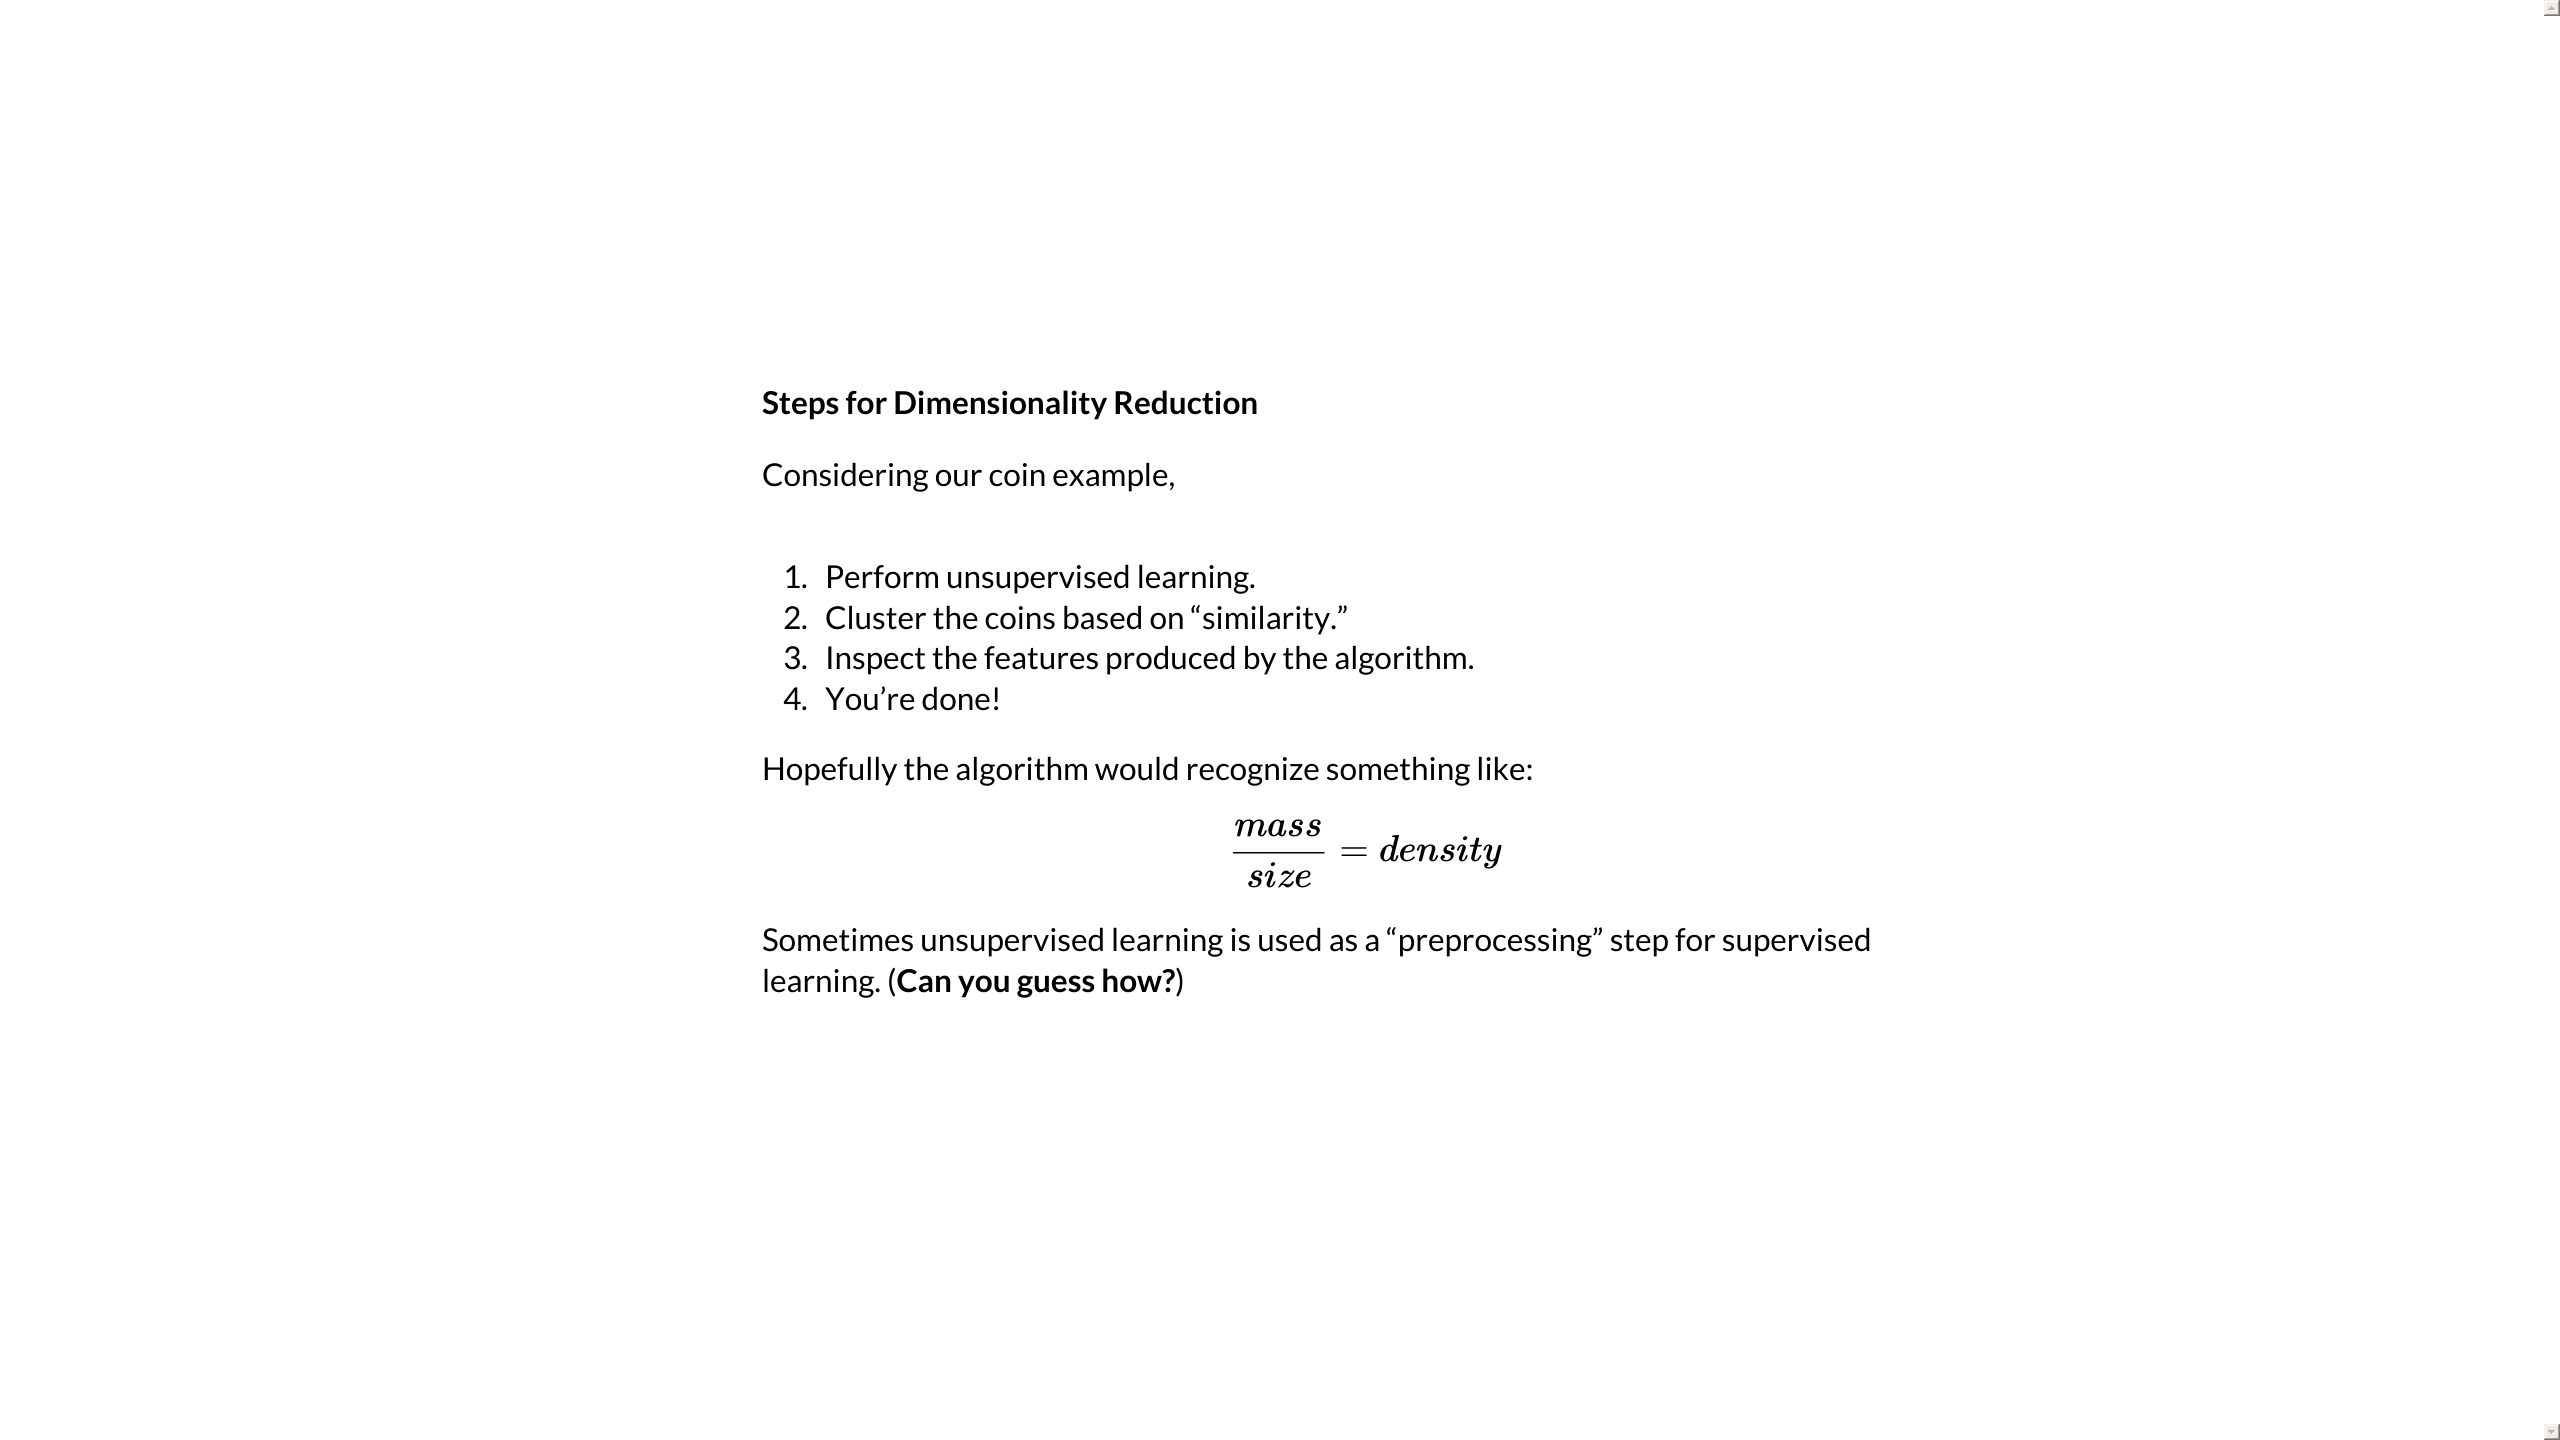 Steps for Dimensionality Reduction
Considering our coin example,
1. Perform unsupervised learning.
2. Cluster the coins based on “similarity.”
3. Inspect the features produced by the algorithm.
4. You’re done!
Hopefully the algorithm would recognize something like:
mass
size = density
Sometimes unsupervised learning is used as a “preprocessing” step for supervised
learning. (Can you guess how?)